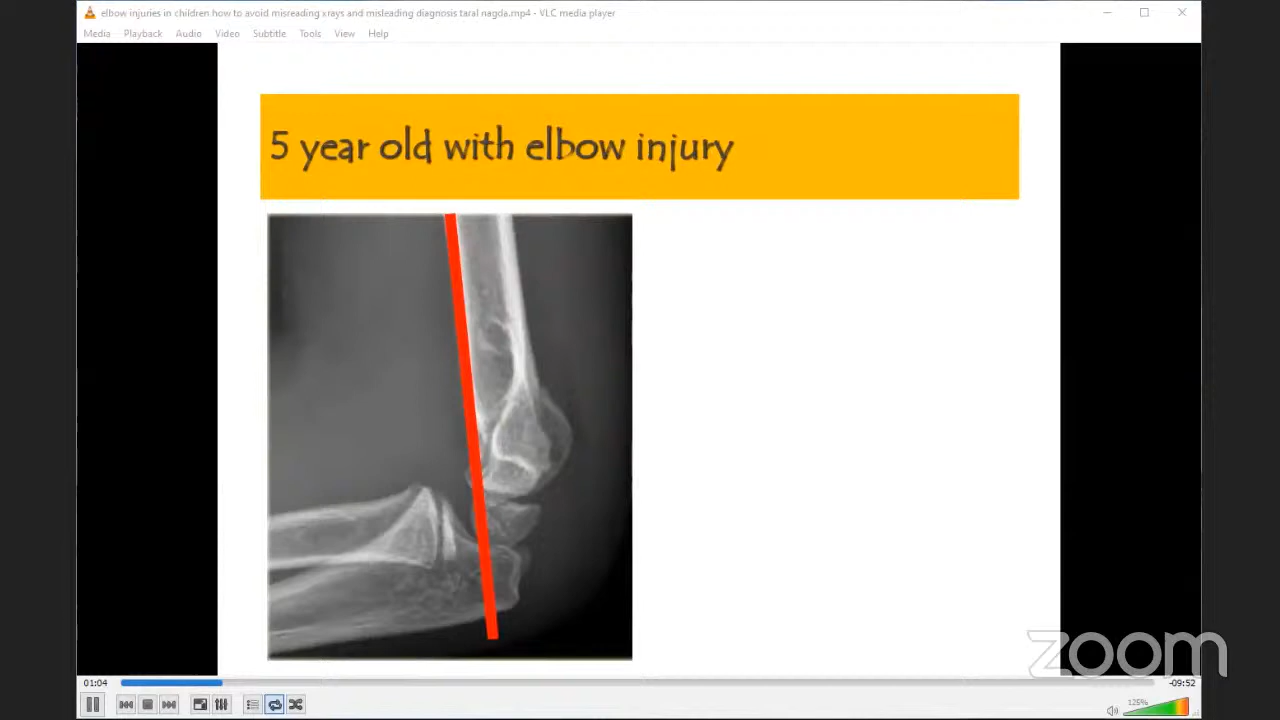 elbow injuries in children how to avoid misreading xrays and misleading diagnosis taral nagda.mp4 - VLC media player
Media Playback Audio Video Subtitle Tools View Help
5 year old with elbow injury
zoom
01:04
-09:52
125%